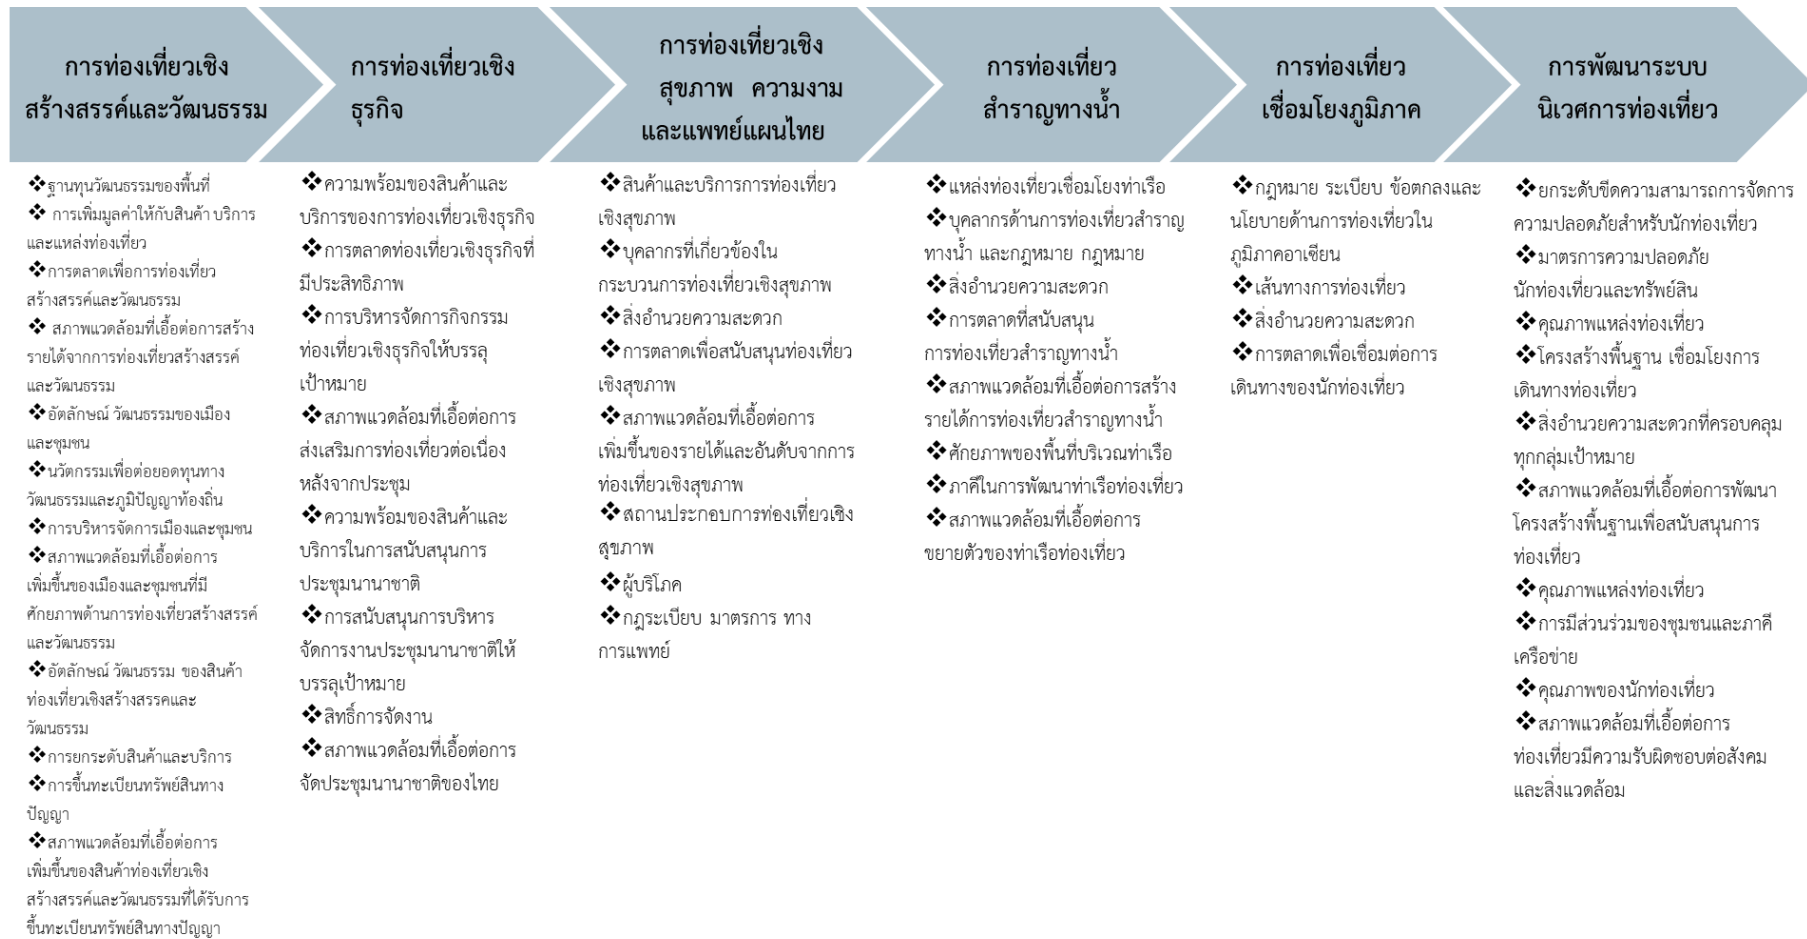 การท่องเที่ยวเชิง
สร้างสรรค์และวัฒนธรรม
❖ฐานทุนวัฒนธรรมของพื้นที่
❖ การเพิ่มมูลค่าให้กับสินค้า บริการ
และแหล่งท่องเที่ยว
❖การตลาดเพื่อการท่องเที่ยว
สร้างสรรค์และวัฒนธรรม
❖ สภาพแวดล้อมที่เอื้อต่อการสร้าง
รายได้จากการท่องเที่ยวสร้างสรรค์
และวัฒนธรรม
❖อัตลักษณ์ วัฒนธรรมของเมือง
และชุมชน
❖นวัตกรรมเพื่อต่อยอดทุนทาง
วัฒนธรรมและภูมิปัญญาท้องถิ่น
❖การบริหารจัดการเมืองและชุมชน
❖สภาพแวดล้อมที่เอื้อต่อการ
เพิ่มขึ้นของเมืองและชุมชนที่มี
ศักยภาพด้านการท่องเที่ยวสร้างสรรค์
และวัฒนธรรม
❖อัตลักษณ์ วัฒนธรรม ของสินค้า
ท่องเที่ยวเชิงสร้างสรรคและ
วัฒนธรรม
❖การยกระดับสินค้าและบริการ
❖การขึ้นทะเบียนทรัพย์สินทาง
ปัญญา
❖สภาพแวดล้อมที่เอื้อต่อการ
เพิ่มขึ้นของสินค้าท่องเที่ยวเชิง
สร้างสรรค์และวัฒนธรรมที่ได้รับการ
ขึ้นทะเบียนทรัพย์สินทางปัญญา
การท่องเที่ยวเชิง
ธุรกิจ
❖ความพร้อมของสินค้าและ
บริการของการท่องเที่ยวเชิงธุรกิจ
❖การตลาดท่องเที่ยวเชิงธุรกิจที่
มีประสิทธิภาพ
❖การบริหารจัดการกิจกรรม
ท่องเที่ยวเชิงธุรกิจให้บรรลุ
เป้าหมาย
❖สภาพแวดล้อมที่เอื้อต่อการ
ส่งเสริมการท่องเที่ยวต่อเนื่อง
หลังจากประชุม
❖ความพร้อมของสินค้าและ
บริการในการสนับสนุนการ
ประชุมนานาชาติ
❖การสนับสนุนการบริหาร
จัดการงานประชุมนานาชาติให้
บรรลุเป้าหมาย
❖สิทธิ์การจัดงาน
❖สภาพแวดล้อมที่เอื้อต่อการ
จัดประชุมนานาชาติของไทย
การท่องเที่ยวเชิง
สุขภาพ ความงาม
และแพทย์แผนไทย
❖สินค้าและบริการการท่องเที่ยว
เชิงสุขภาพ
❖บุคลากรที่เกี่ยวข้องใน
กระบวนการท่องเที่ยวเชิงสุขภาพ
❖สิ่งอำนวยความสะดวก
❖การตลาดเพื่อสนับสนุนท่องเที่ยว
เชิงสุขภาพ
❖สภาพแวดล้อมที่เอื้อต่อการ
เพิ่มขึ้นของรายได้และอันดับจากการ
ท่องเที่ยวเชิงสุขภาพ
❖สถานประกอบการท่องเที่ยวเชิง
สุขภาพ
❖ผู้บริโภค
❖กฎระเบียบ มาตรการ ทาง
การแพทย์
การท่องเที่ยว
สำราญทางน้ำ
❖แหล่งท่องเที่ยวเชื่อมโยงท่าเรือ
❖บุคลากรด้านการท่องเที่ยวสำราญ
ทางน้ำ และกฎหมาย กฎหมาย
❖สิ่งอำนวยความสะดวก
❖การตลาดที่สนับสนุน
การท่องเที่ยวสำราญทางน้ำ
❖สภาพแวดล้อมที่เอื้อต่อการสร้าง
รายได้การท่องเที่ยวสำราญทางน้ำ
❖ศักยภาพของพื้นที่บริเวณท่าเรือ
❖ภาคีในการพัฒนาท่าเรือท่องเที่ยว
❖สภาพแวดล้อมที่เอื้อต่อการ
ขยายตัวของท่าเรือท่องเที่ยว
การท่องเที่ยว
เชื่อมโยงภูมิภาค
❖กฎหมาย ระเบียบ ข้อตกลงและ
นโยบายด้านการท่องเที่ยวใน
ภูมิภาคอาเซียน
❖เส้นทางการท่องเที่ยว
❖สิ่งอำนวยความสะดวก
❖การตลาดเพื่อเชื่อมต่อการ
เดินทางของนักท่องเที่ยว
การพัฒนาระบบ
นิเวศการท่องเที่ยว
❖ยกระดับขีดความสามารถการจัดการ
ความปลอดภัยสำหรับนักท่องเที่ยว
❖มาตรการความปลอดภัย
นักท่องเที่ยวและทรัพย์สิน
❖คุณภาพแหล่งท่องเที่ยว
❖โครงสร้างพื้นฐาน เชื่อมโยงการ
เดินทางท่องเที่ยว
❖สิ่งอำนวยความสะดวกที่ครอบคลุม
ทุกกลุ่มเป้าหมาย
❖สภาพแวดล้อมที่เอื้อต่อการพัฒนา
โครงสร้างพื้นฐานเพื่อสนับสนุนการ
ท่องเที่ยว
❖คุณภาพแหล่งท่องเที่ยว
❖การมีส่วนร่วมของชุมชนและภาคี
เครือข่าย
❖คุณภาพของนักท่องเที่ยว
❖สภาพแวดล้อมที่เอื้อต่อการ
ท่องเที่ยวมีความรับผิดชอบต่อสังคม
และสิ่งแวดล้อม